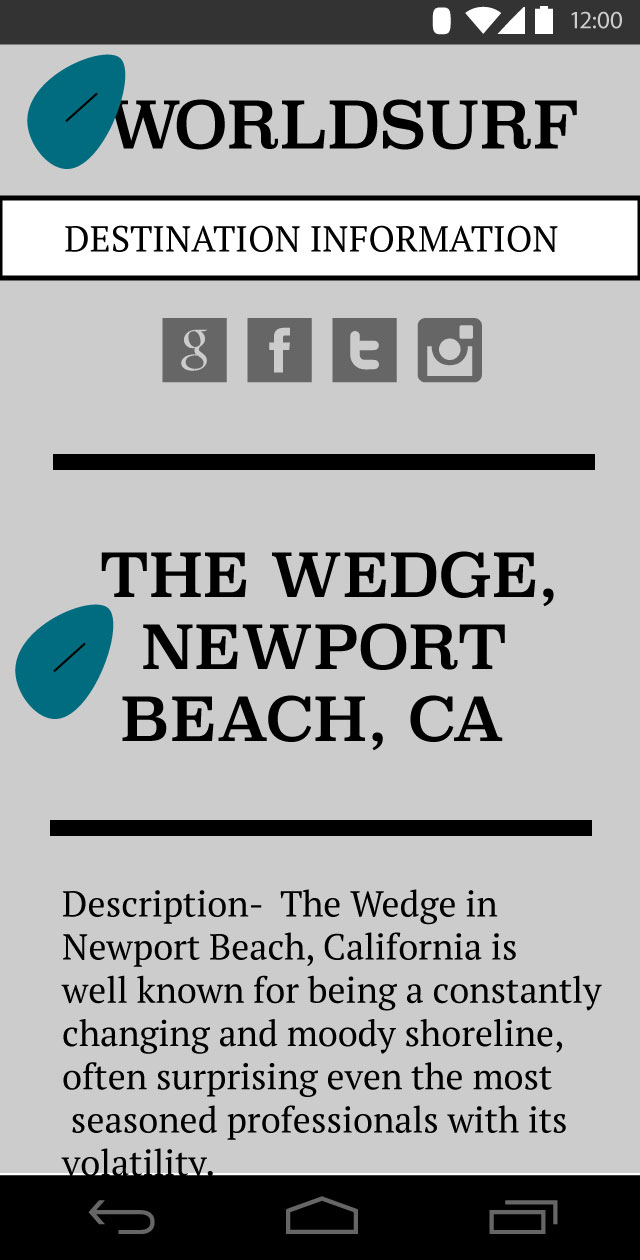 12:00
WORLDSURF
DESTINATION INFORMATION
g f t
THE WEDGE,
NEWPORT
BEACH, CA
Description-  The Wedge in
Newport Beach, California is
well known for being a constantly
changing and moody shoreline,
often surprising even the most
seasoned professionals with its
volatility.